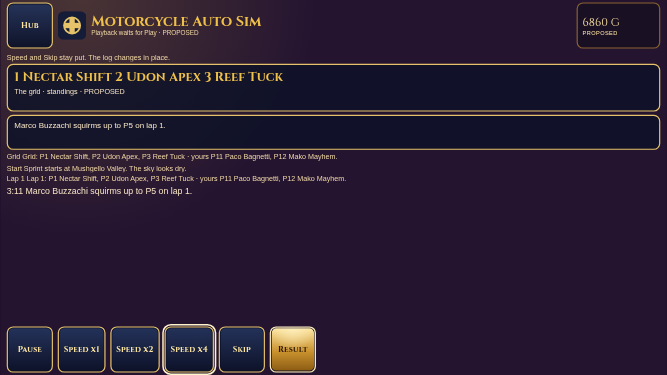 Hub
Motorcycle Auto Sim
Playback waits for Play · PROPOSED
6860 G
PROPOSED
Speed and Skip stay put. The log changes in place.
1 Nectar Shift 2 Udon Apex 3 Reef Tuck
The grid · standings · PROPOSED
Marco Buzzachi squirms up to P5 on lap 1.
Grid Grid: P1 Nectar Shift, P2 Udon Apex, P3 Reef Tuck · yours P11 Paco Bagnetti, P12 Mako Mayhem.
Start Sprint starts at Mushgello Valley. The sky looks dry.
Lap 1 Lap 1: P1 Nectar Shift, P2 Udon Apex, P3 Reef Tuck · yours P11 Paco Bagnetti, P12 Mako Mayhem.
3:11 Marco Buzzachi squirms up to P5 on lap 1.
Pause
Speed x1
Speed x2
Speed x4
Skip
Result